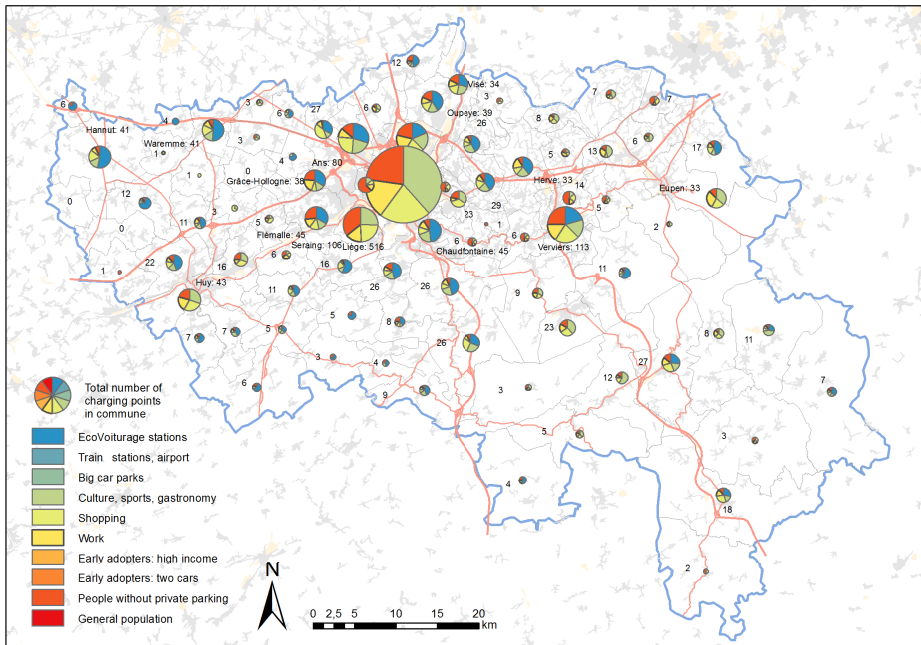 12
Visé: 34
6
3
6
27
6
Oupeye: 39
3
7
7
Hannut: 41
4
26
8
Waremme: 41
3
1
4
Ans: 80
5
13
6
17
1
Grâce-Hollogne: 38
Herve: 33
14
Eupen: 33
0
12
3
29
5
23
11
5
Flémalle: 45
1
2
0
Seraing: 106
Liège: 516
6
6
Verviers: 113
Chaudfontaine: 45
1
22
16
6
16
11
Huy: 43
11
26
26
9
5
8
23
8
11
7
7
5
26
3
4
27
12
7
6
9
3
5
3
4
18
2
Total number of
charging points
in commune
EcoVoiturage stations
Train stations, airport
Big car parks
Culture, sports, gastronomy
Shopping
Work
Early adopters: high income
Early adopters: two cars
People without private parking
General population
N
0 2,5 5 10 15 20
km